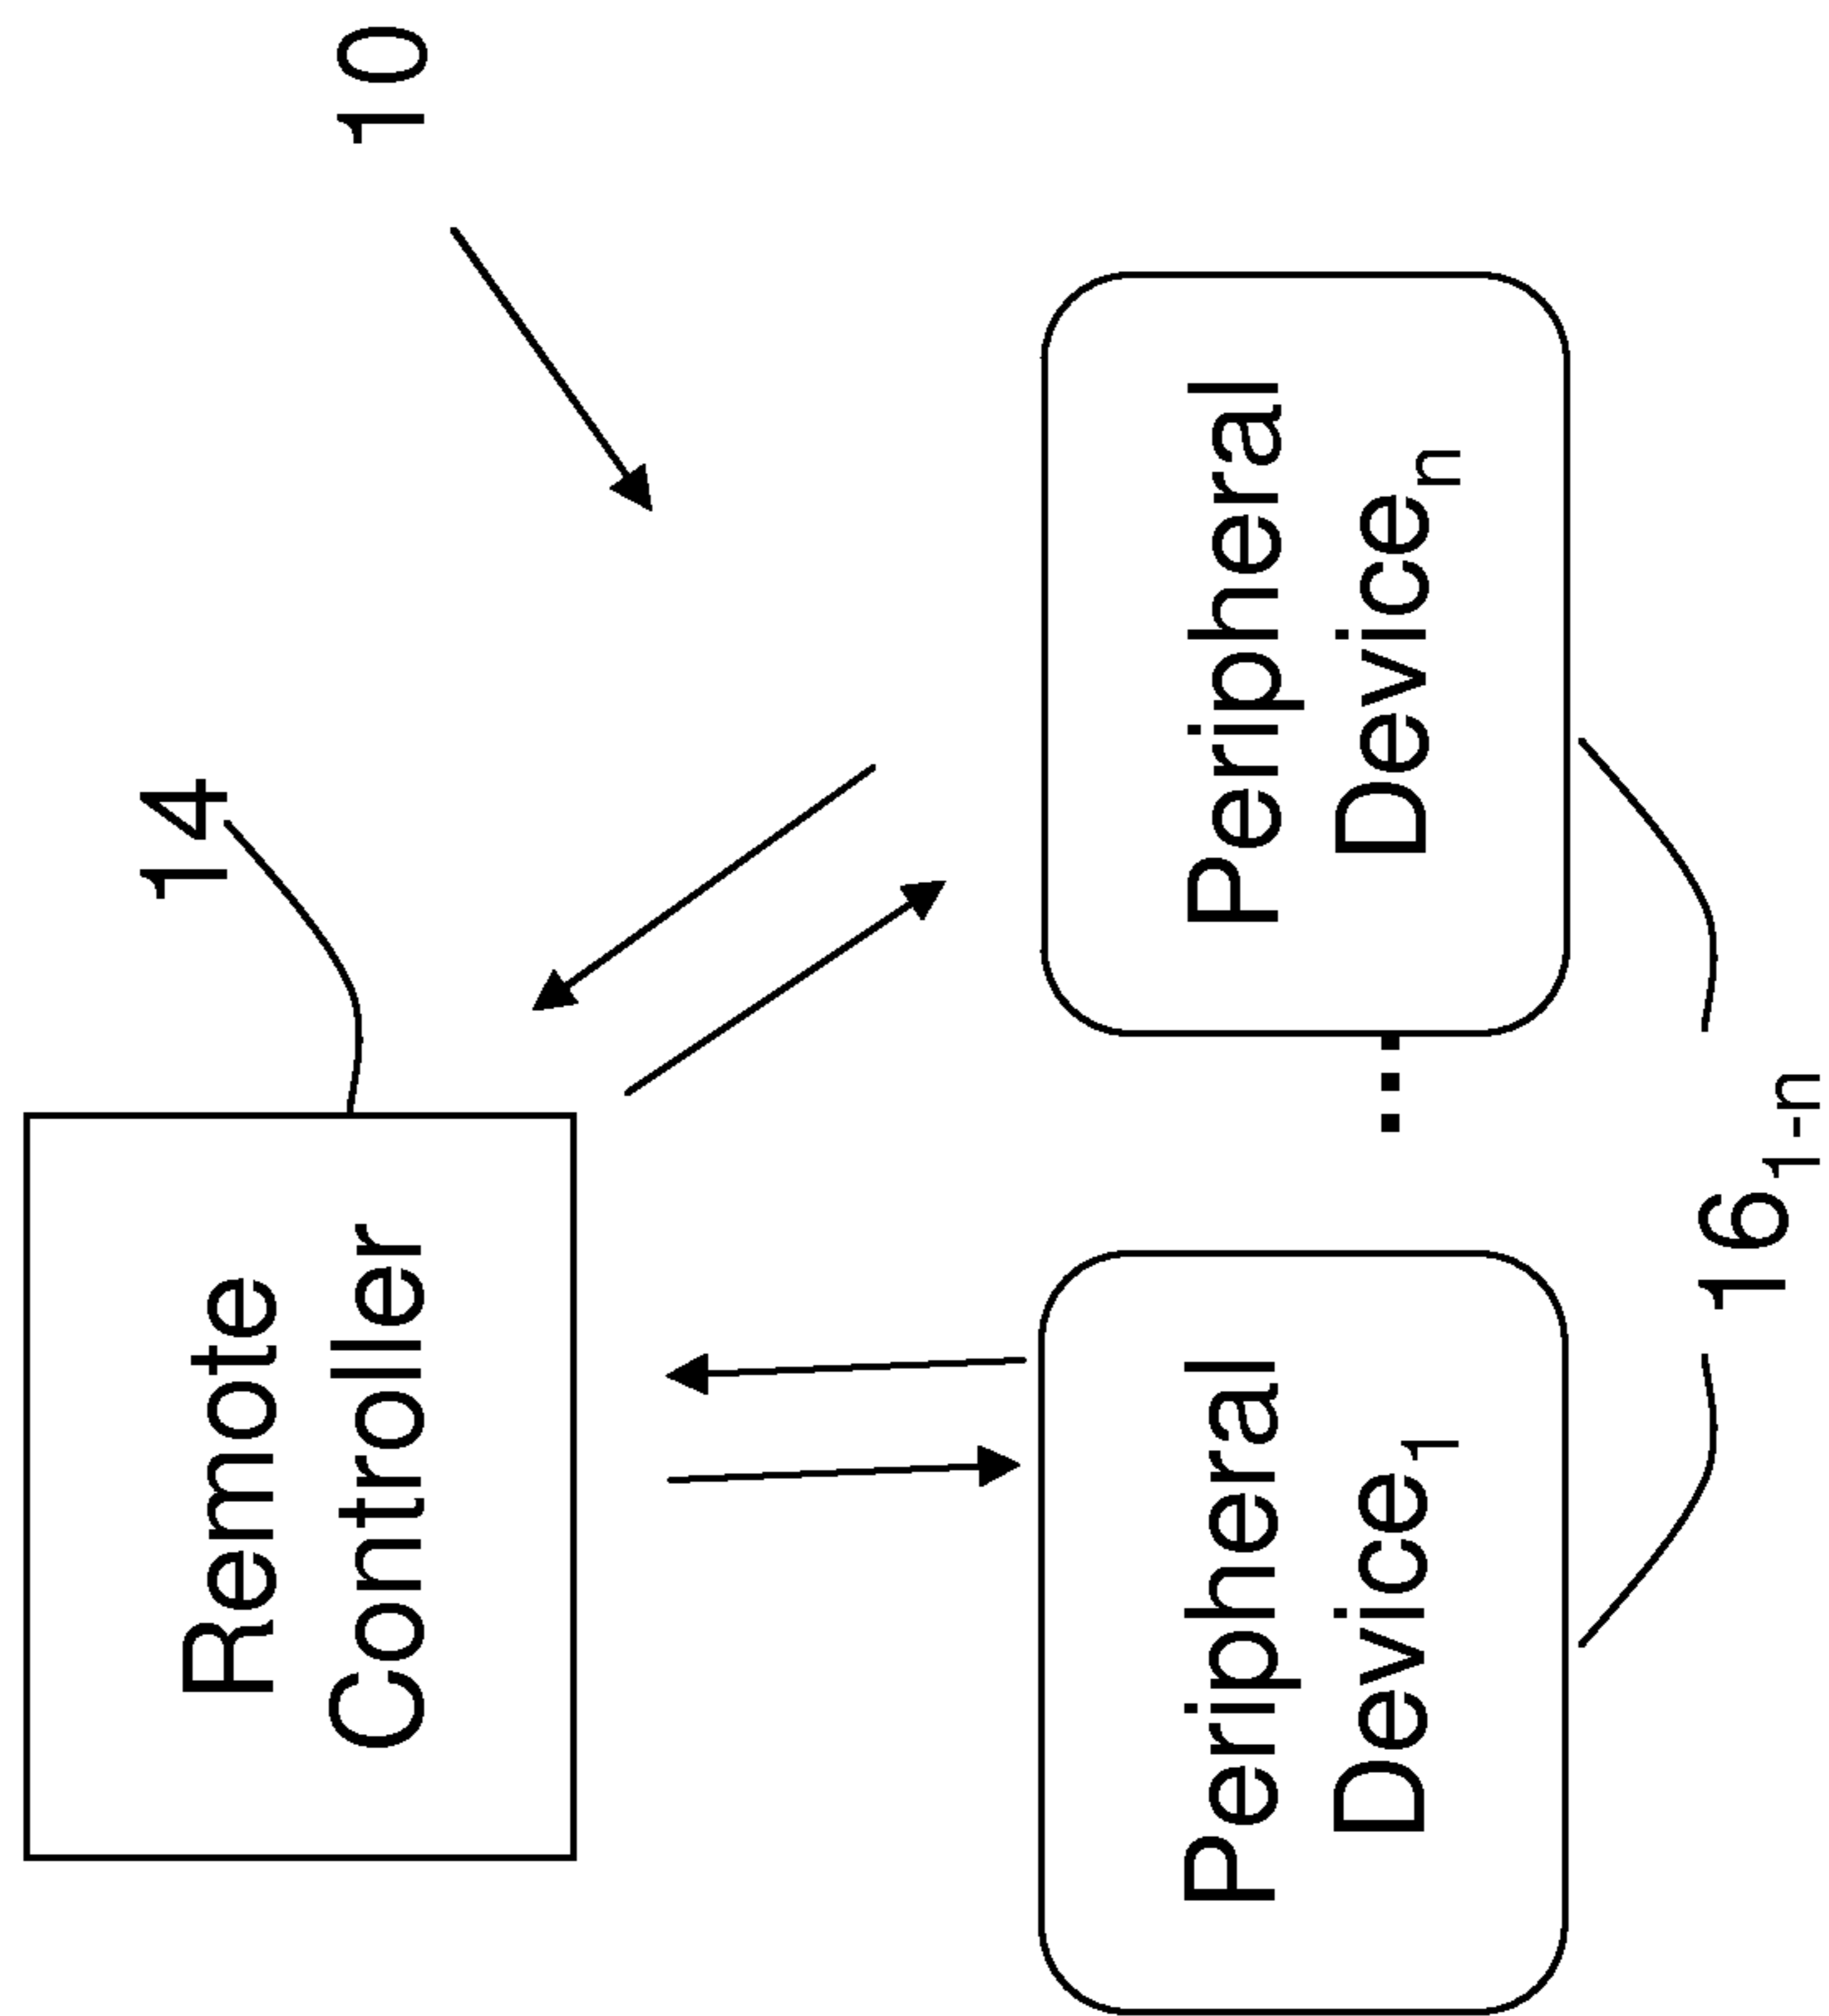 10
14
Remote
Controller
Peripheral
Device1
Peripheral
Devicen
161-n